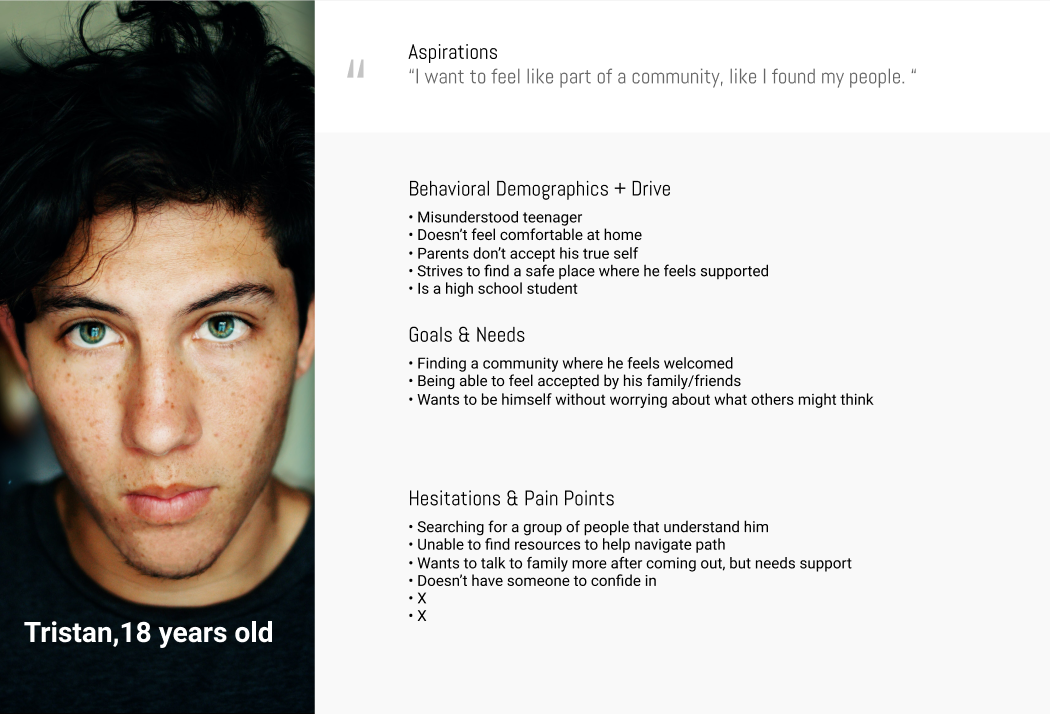 Aspirations
“
“I want to feel like part of a community, like I found my people. “
Behavioral Demographics + Drive
• Misunderstood teenager
• Doesn’t feel comfortable at home
• Parents don’t accept his true self
• Strives to find a safe place where he feels supported
• Is a high school student
Goals & Needs
• Finding a community where he feels welcomed
• Being able to feel accepted by his family/friends
• Wants to be himself without worrying about what others might think
Hesitations & Pain Points
• Searching for a group of people that understand him
• Unable to find resources to help navigate path
• Wants to talk to family more after coming out, but needs support
• Doesn’t have someone to confide in
• X
• X
Tristan,18 years old